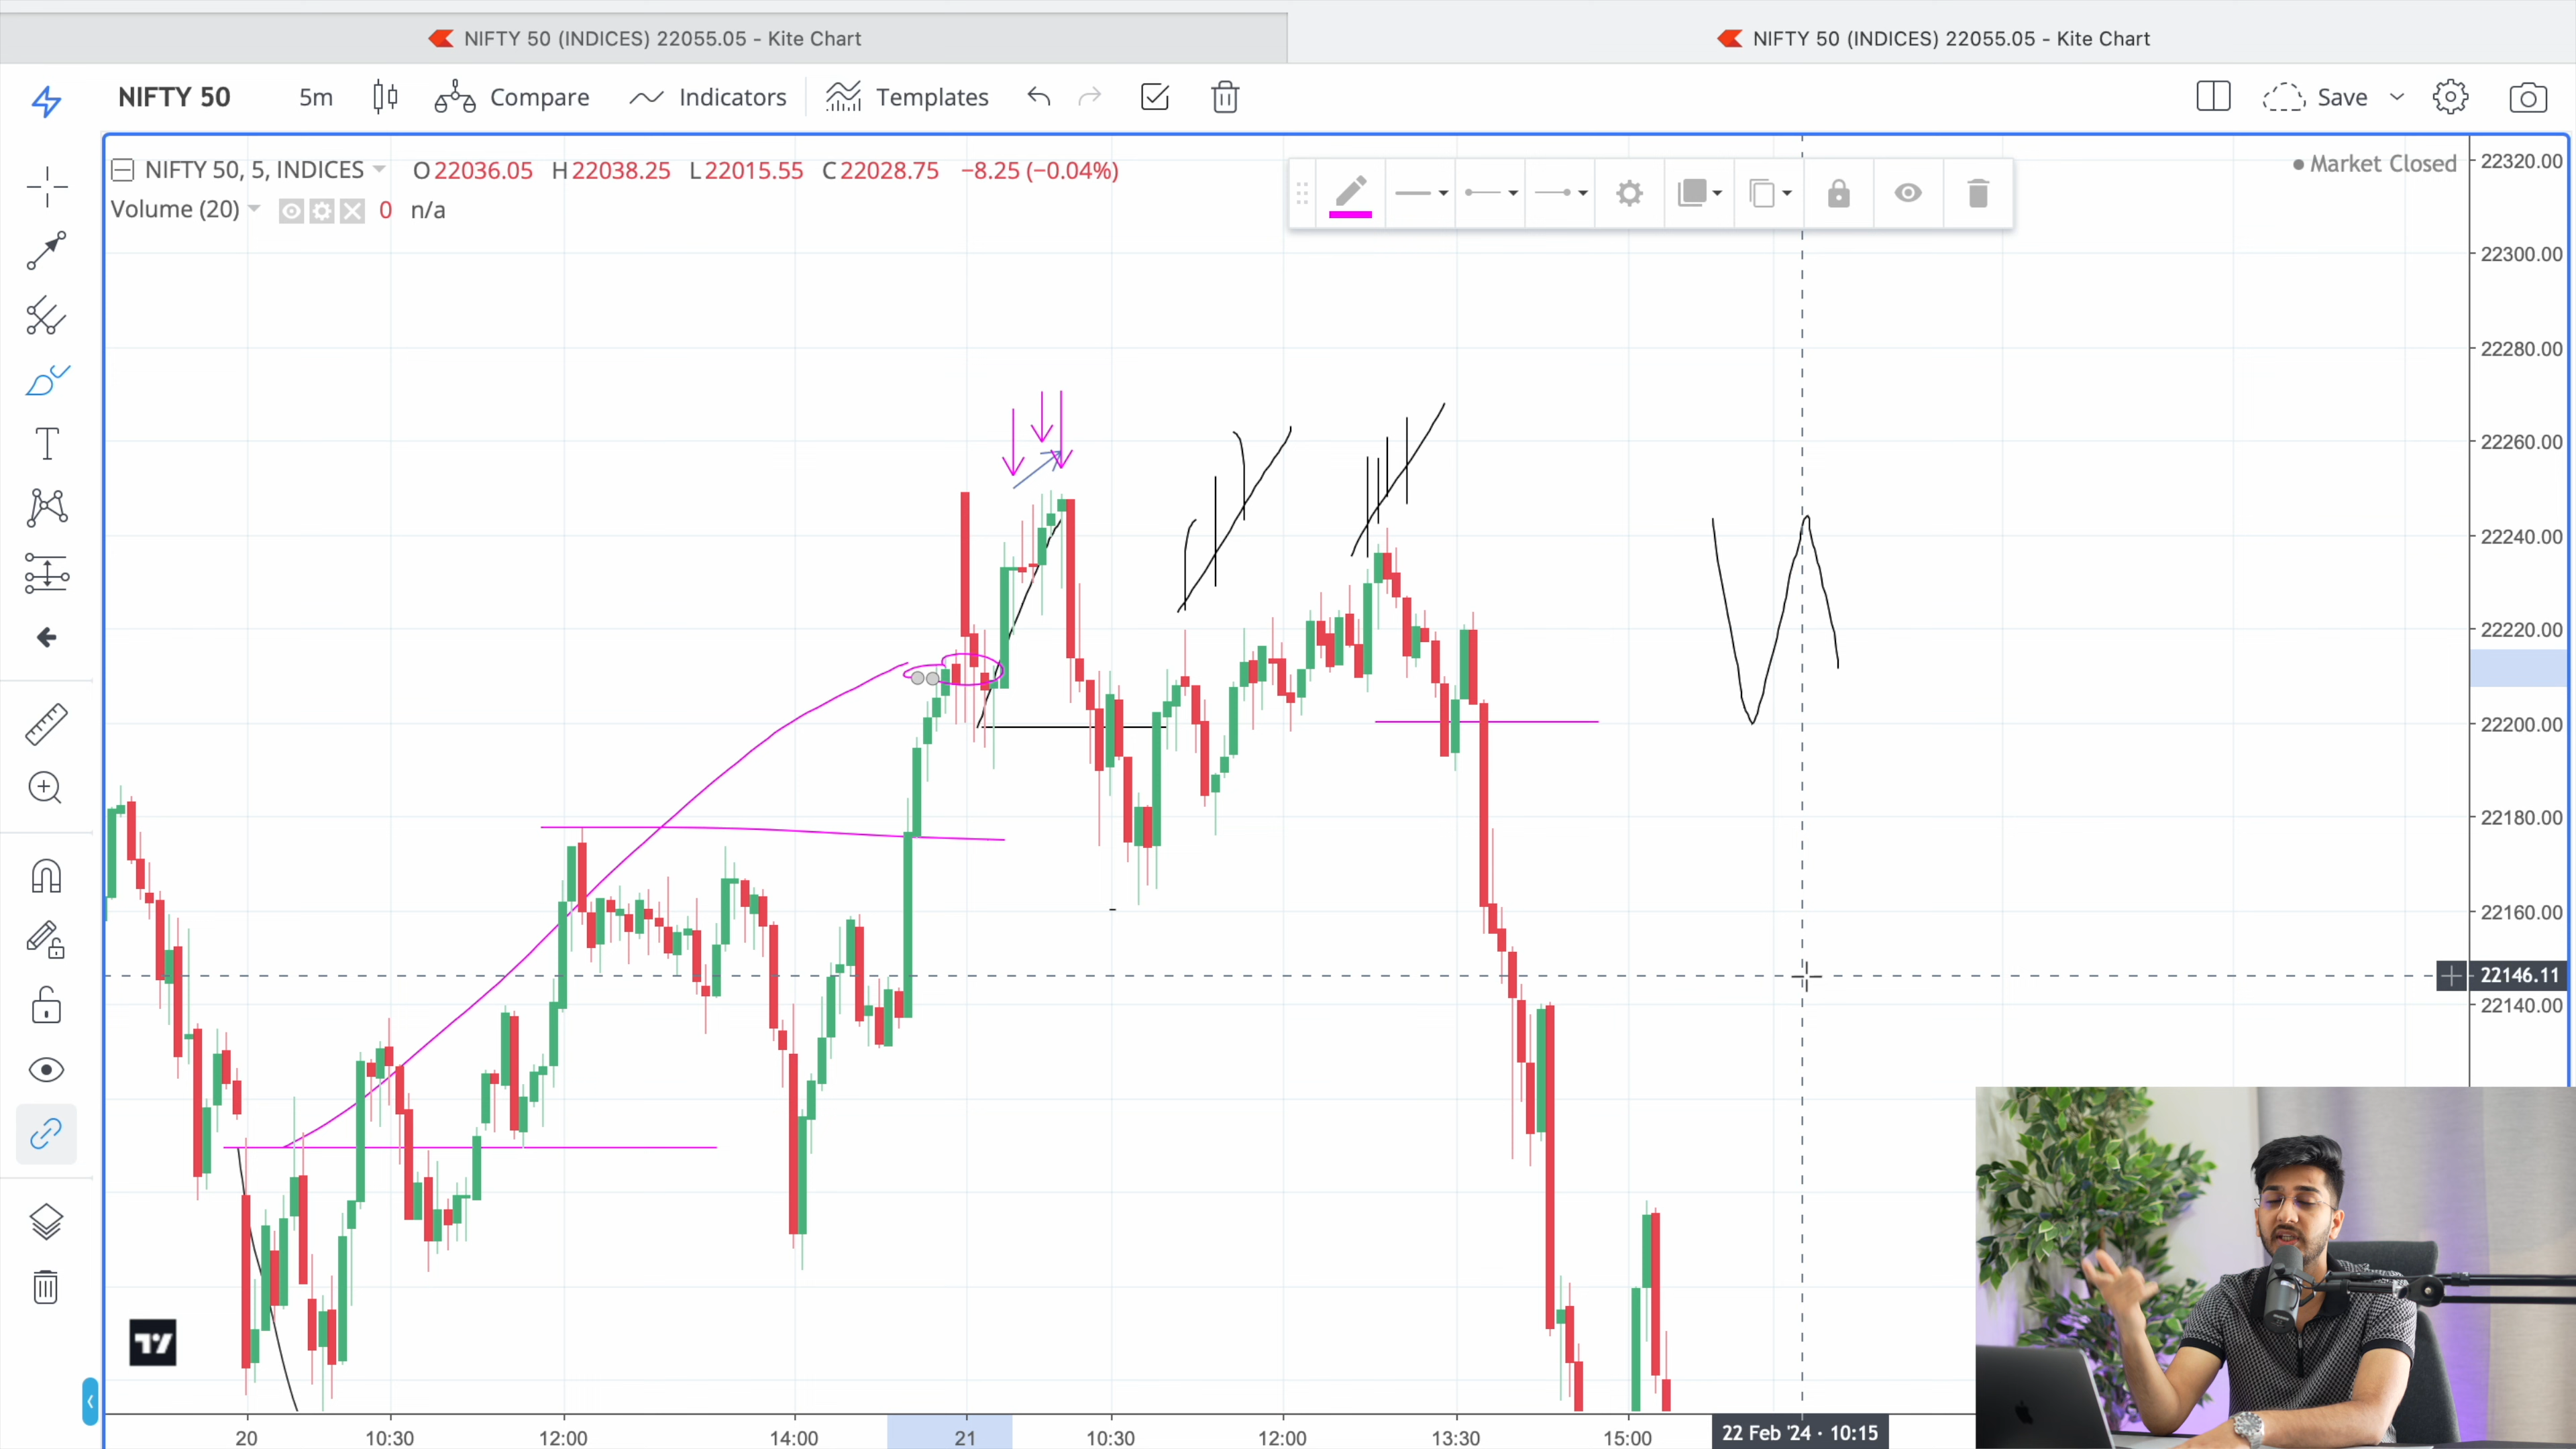 NIFTY 50 (INDICES) 22055.05 - Kite Chart
NIFTY 50 (INDICES) 22055.05 - Kite Chart
NIFTY 50 5m Compare Indicators Templates Save
NIFTY 50, 5, INDICES O22036.05 H22038.25 L22015.55 C22028.75 −8.25 (−0.04%)
Market Closed
Volume (20) 0 n/a
22320.00
22300.00
22280.00
22260.00
22240.00
22220.00
22200.00
22180.00
22160.00
22146.11
22140.00
20 10:30 12:00 14:00 21 10:30 12:00 13:30 15:00 22 Feb '24 · 10:15